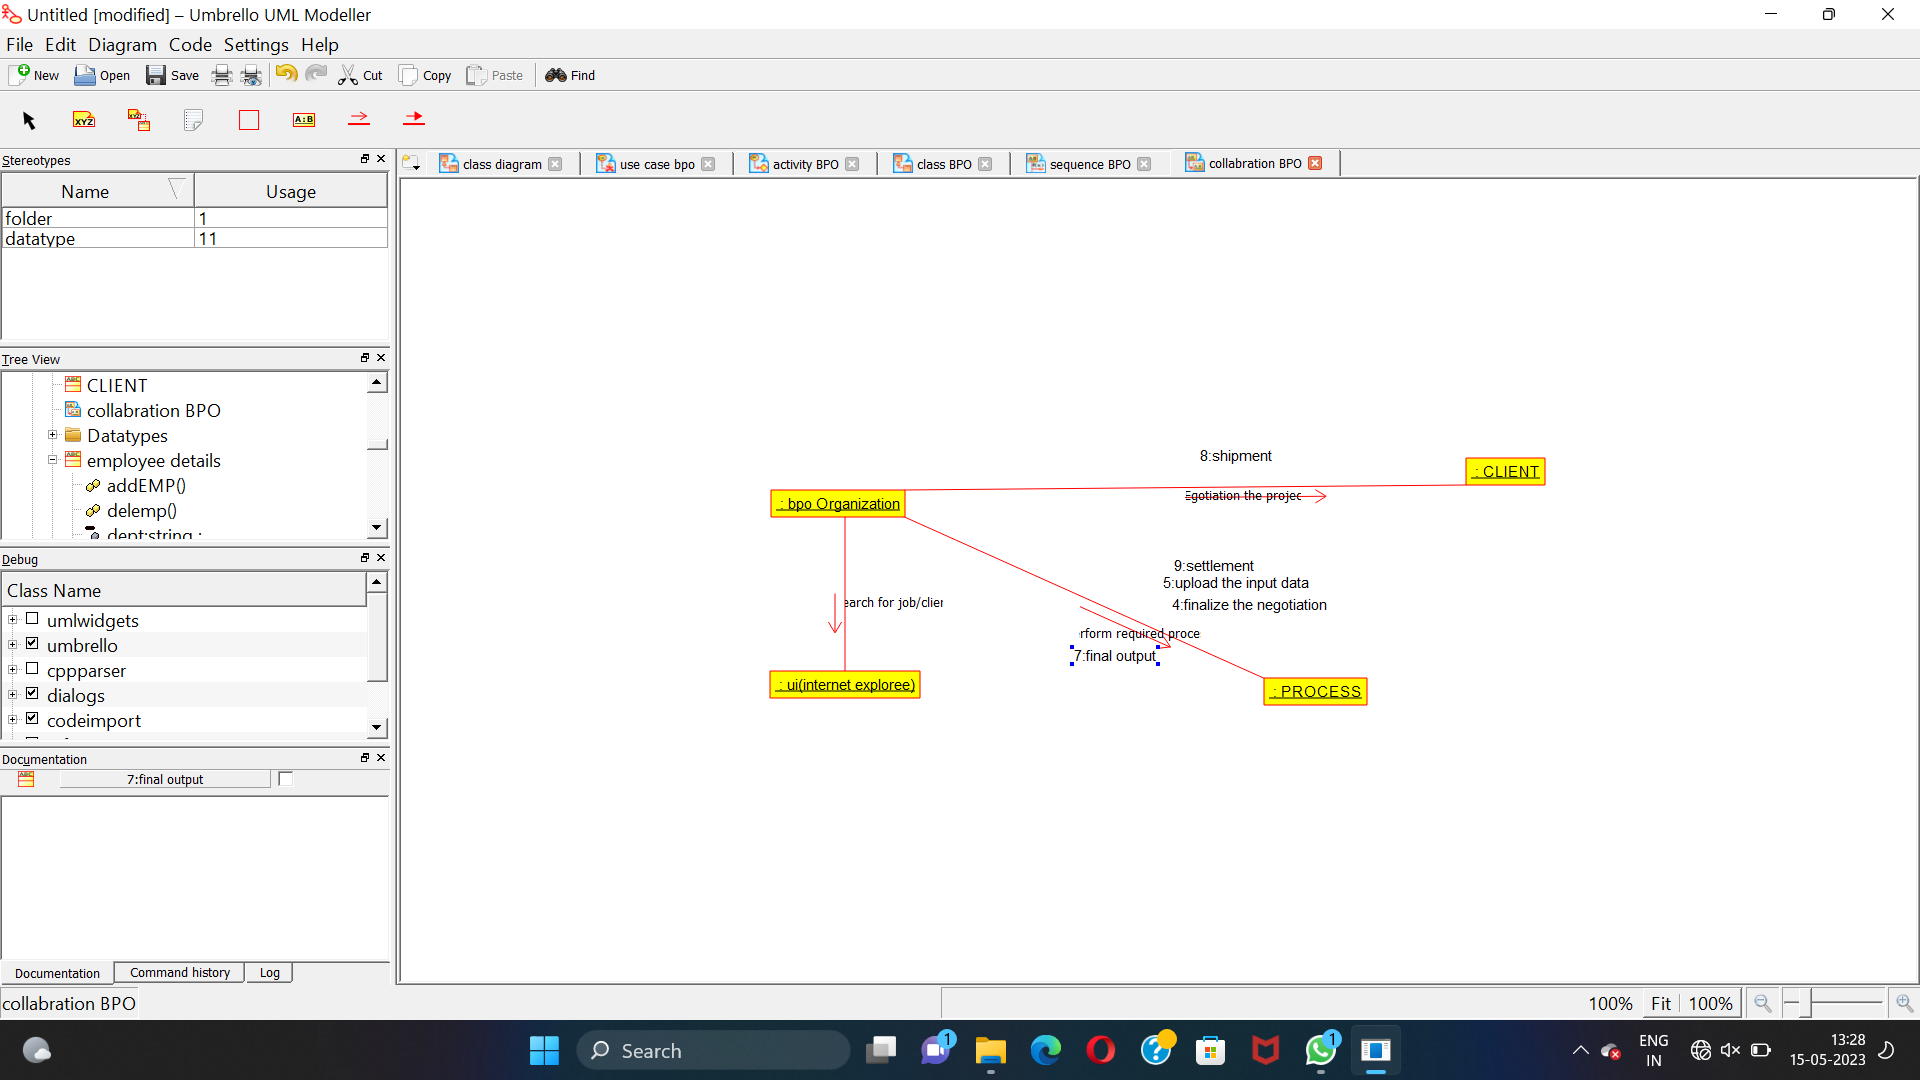 Untitled [modified] – Umbrello UML Modeller
File Edit Diagram Code Settings Help
New Open Save Cut Copy Paste Find
XYZ XYZ A:B
Stereotypes
class diagram use case bpo activity BPO class BPO sequence BPO collabration BPO
Name Usage
folder 1
datatype 11
Tree View
CLIENT
collabration BPO
Datatypes
employee details
addEMP()
delemp()
dept:string :
Debug
Class Name
umlwidgets
umbrello
cppparser
dialogs
codeimport
Documentation
7:final output
Documentation Command history Log
8:shipment
: CLIENT
: bpo Organization
gotiation the projec
9:settlement
5:upload the input data
4:finalize the negotiation
earch for job/clier
rform required proce
7:final output
: ui(internet exploree)
: PROCESS
collabration BPO
100% Fit 100%
Search
1
1
ENG
IN
13:28
15-05-2023